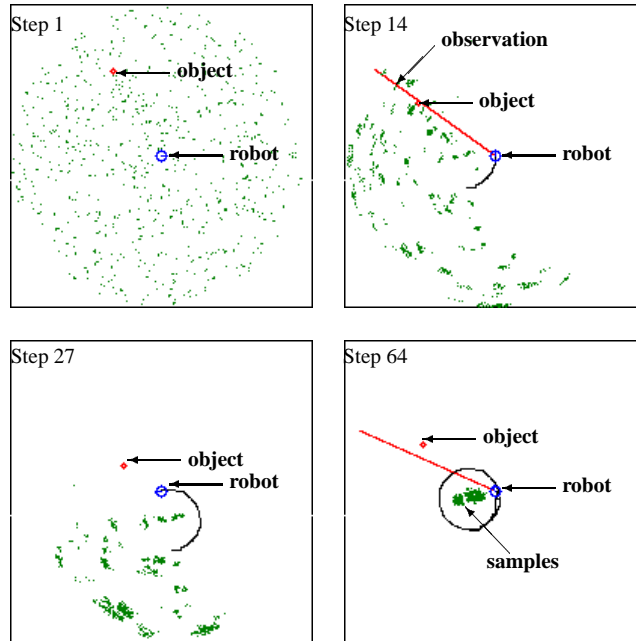 Step 1
object
robot
Step 14
observation
object
robot
Step 27
object
robot
Step 64
object
robot
samples